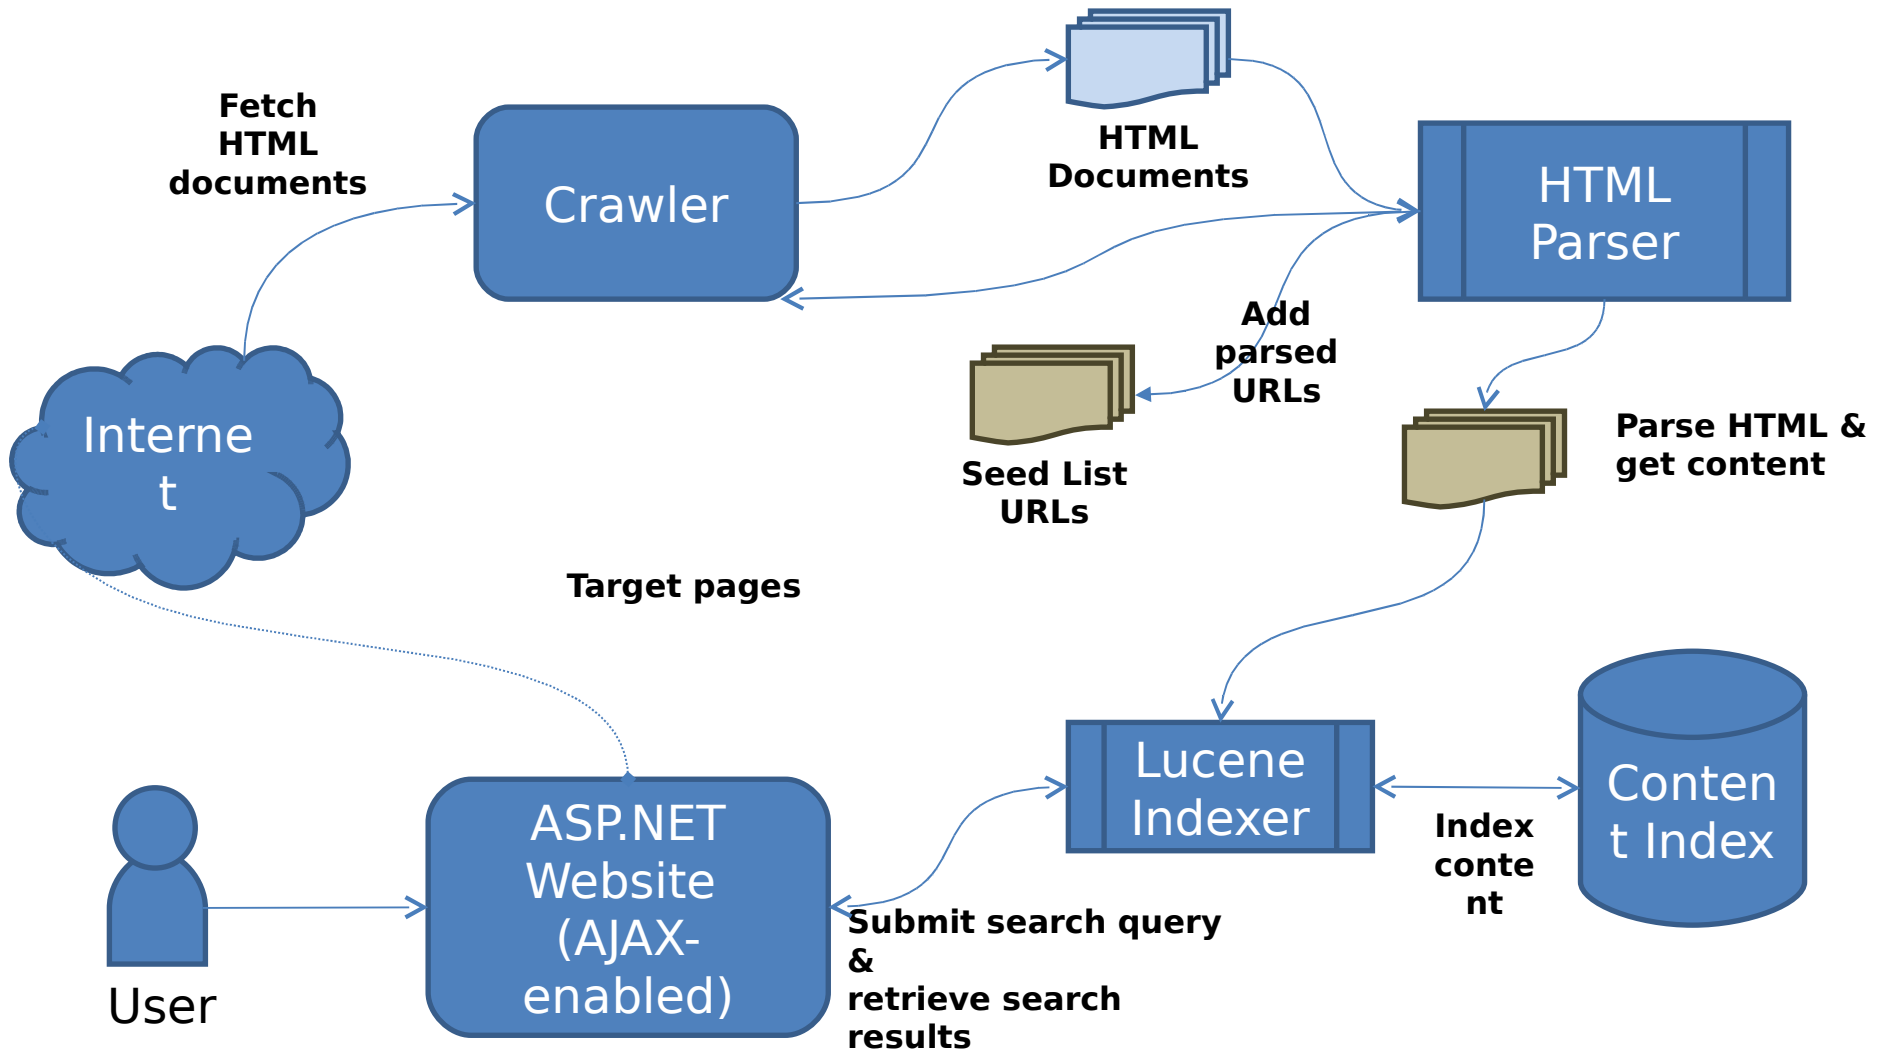 Fetch
HTML
documents
Crawler
HTML
Documents
HTML
Parser
Add
parsed
URLs
Interne
t
Seed List
URLs
Parse HTML &
get content
Target pages
Lucene
Indexer
Conten
t Index
Index
conte
nt
ASP.NET
Website
(AJAX-
enabled)
Submit search query
&
retrieve search
results
User